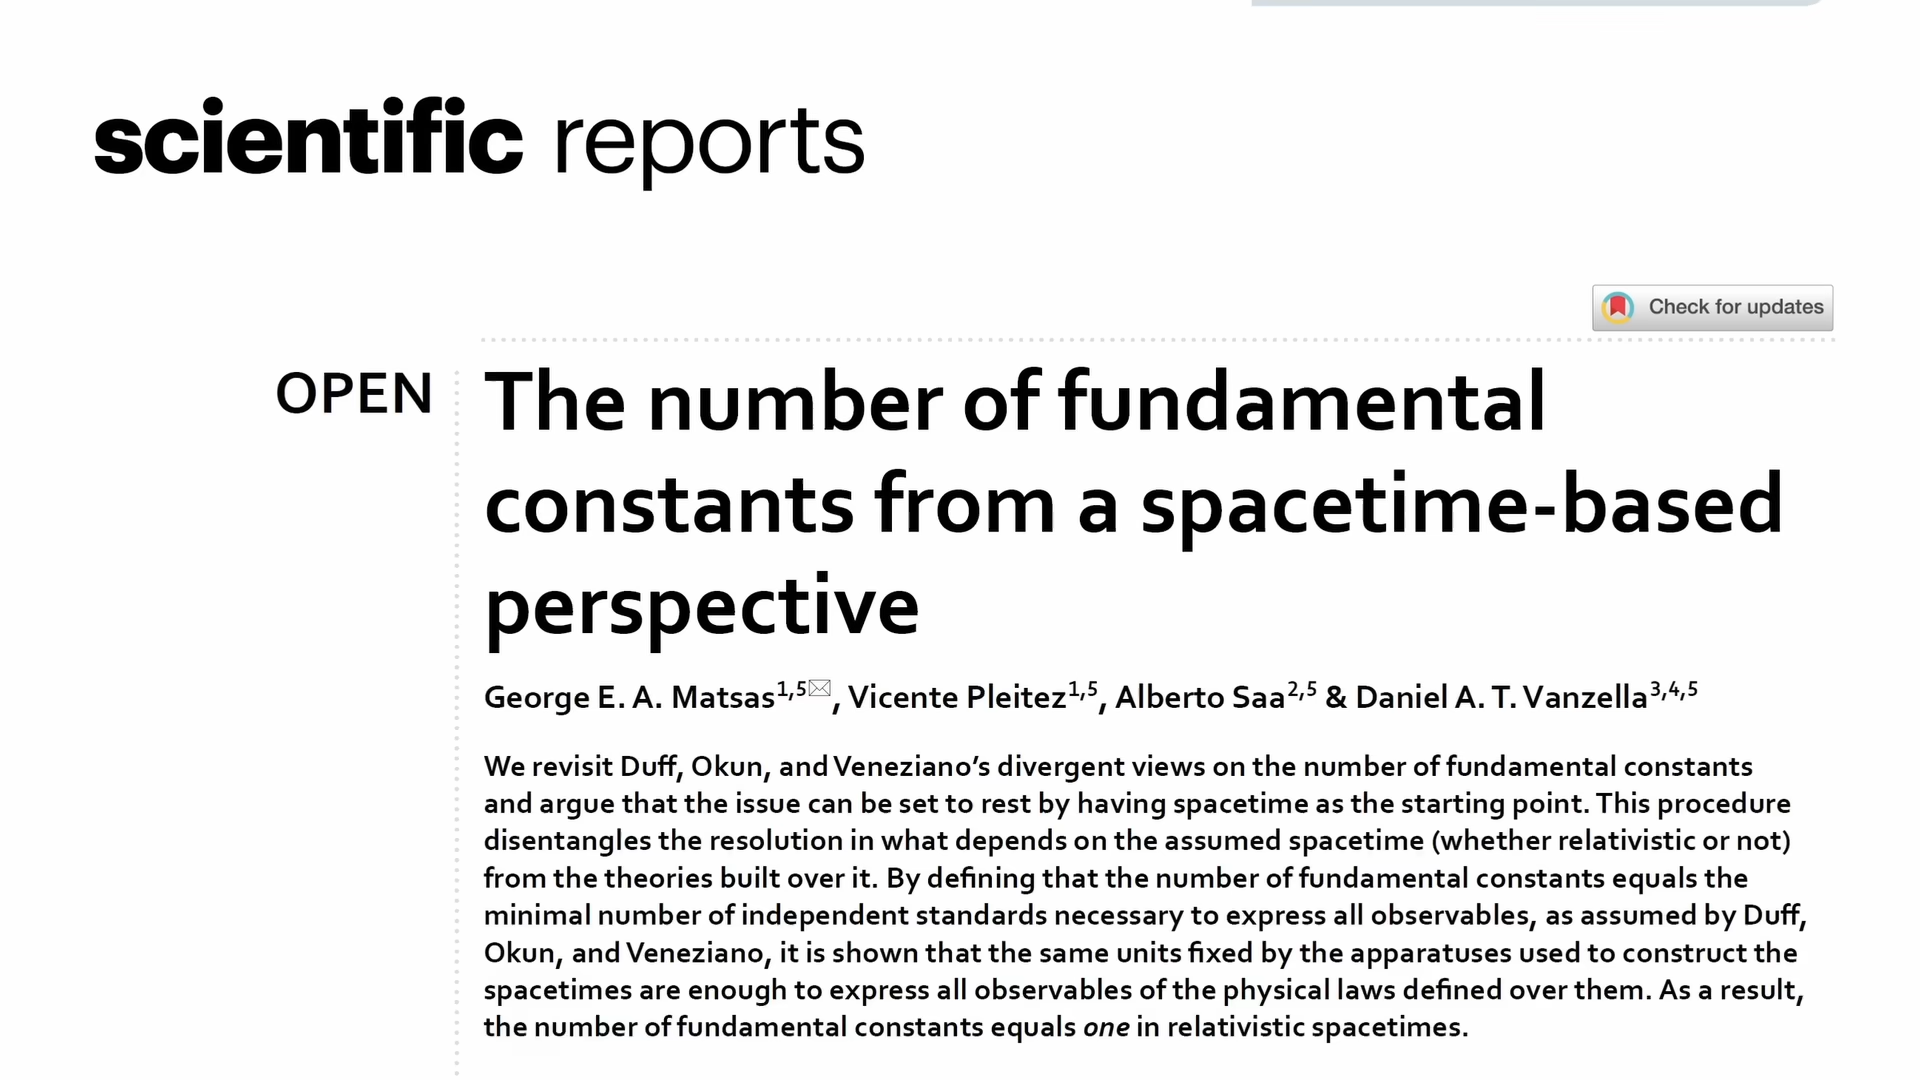 scientific reports
Check for updates
OPEN
The number of fundamental
constants from a spacetime-based
perspective
George E. A. Matsas1,5✉, Vicente Pleitez1,5, Alberto Saa2,5 & Daniel A. T. Vanzella3,4,5
We revisit Duff, Okun, and Veneziano’s divergent views on the number of fundamental constants
and argue that the issue can be set to rest by having spacetime as the starting point. This procedure
disentangles the resolution in what depends on the assumed spacetime (whether relativistic or not)
from the theories built over it. By defining that the number of fundamental constants equals the
minimal number of independent standards necessary to express all observables, as assumed by Duff,
Okun, and Veneziano, it is shown that the same units fixed by the apparatuses used to construct the
spacetimes are enough to express all observables of the physical laws defined over them. As a result,
the number of fundamental constants equals one in relativistic spacetimes.